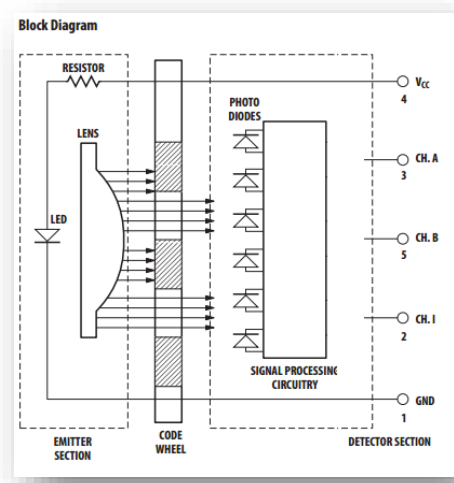 Block Diagram
RESISTOR
LENS
LED
PHOTO
DIODES
VCC
4
CH. A
3
CH. B
5
CH. I
2
SIGNAL PROCESSING
CIRCUITRY
GND
1
EMITTER
SECTION
CODE
WHEEL
DETECTOR SECTION